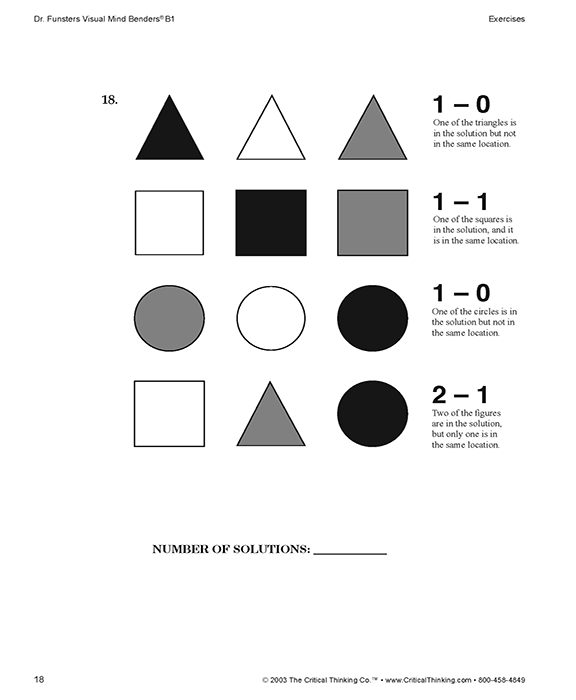 Dr. Funsters Visual Mind Benders® B1 Exercises
18.
1 – 0
One of the triangles is
in the solution but not
in the same location.
1 – 1
One of the squares is
in the solution, and it
is in the same location.
1 – 0
One of the circles is in
the solution but not in
the same location.
2 – 1
Two of the figures
are in the solution,
but only one is in
the same location.
NUMBER OF SOLUTIONS: ____________
18 © 2003 The Critical Thinking Co.™ • www.CriticalThinking.com • 800-458-4849